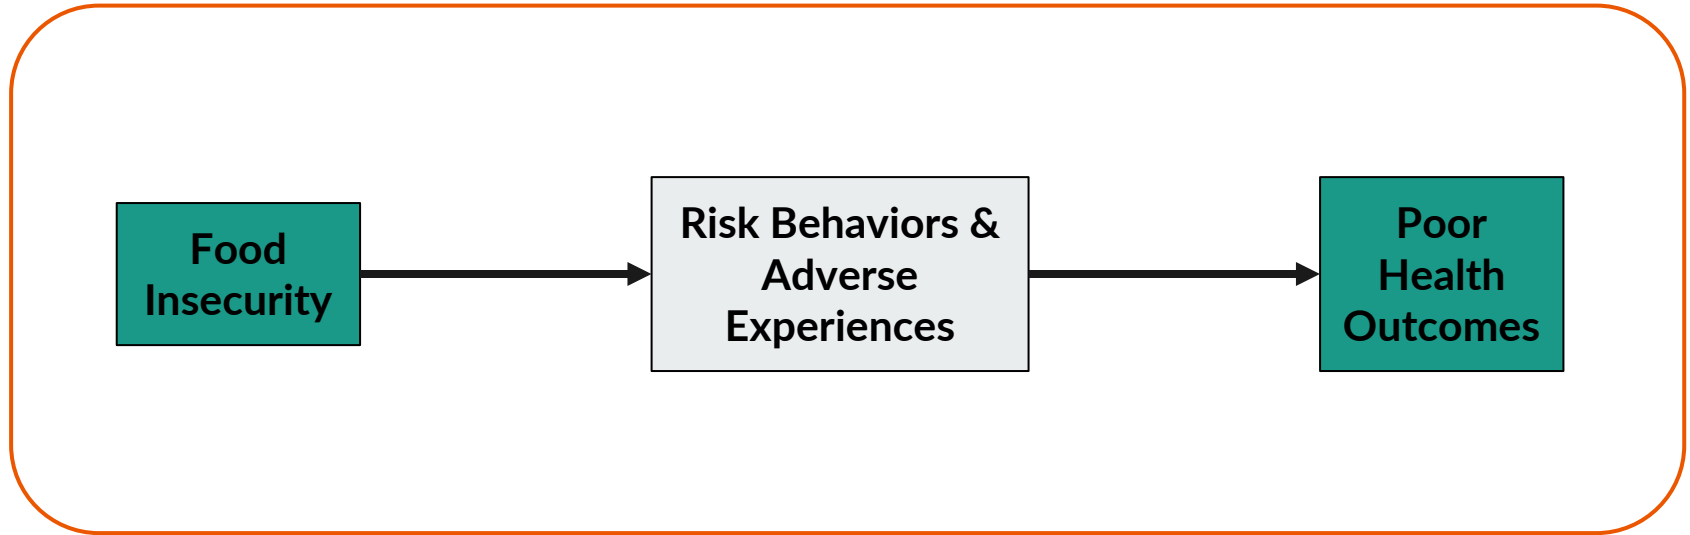 Food
Insecurity
Risk Behaviors &
Adverse
Experiences
Poor
Health
Outcomes